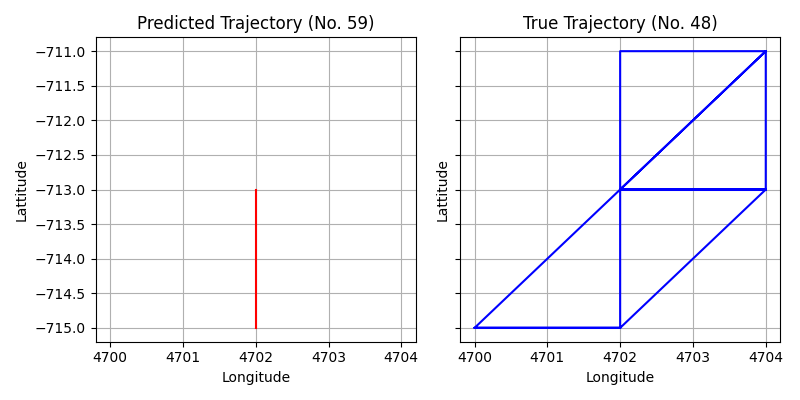 Predicted Trajectory (No. 59)
−711.0
−711.5
−712.0
−712.5
−713.0
−713.5
−714.0
−714.5
−715.0
Lattitude
4700 4701 4702 4703 4704
Longitude
True Trajectory (No. 48)
Lattitude
4700 4701 4702 4703 4704
Longitude